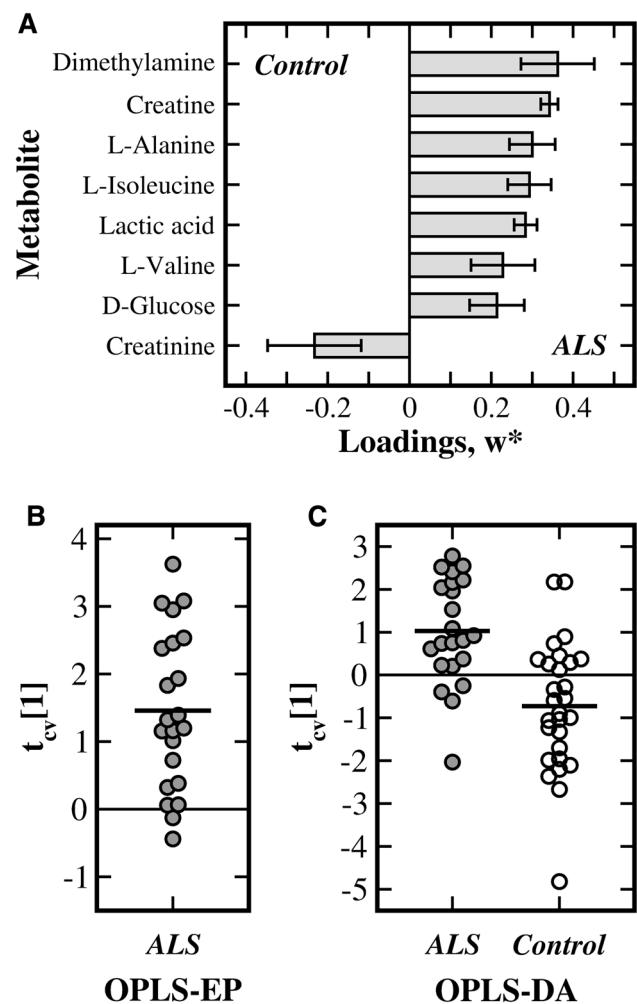 A
Control
Dimethylamine
Creatine
L-Alanine
L-Isoleucine
Lactic acid
L-Valine
D-Glucose
Creatinine
Metabolite
ALS
-0.4 -0.2 0 0.2 0.4
Loadings, w*
B
4
3
2
1
0
-1
t_cv[1]
ALS
OPLS-EP
C
3
2
1
0
-1
-2
-3
-4
-5
t_cv[1]
ALS Control
OPLS-DA